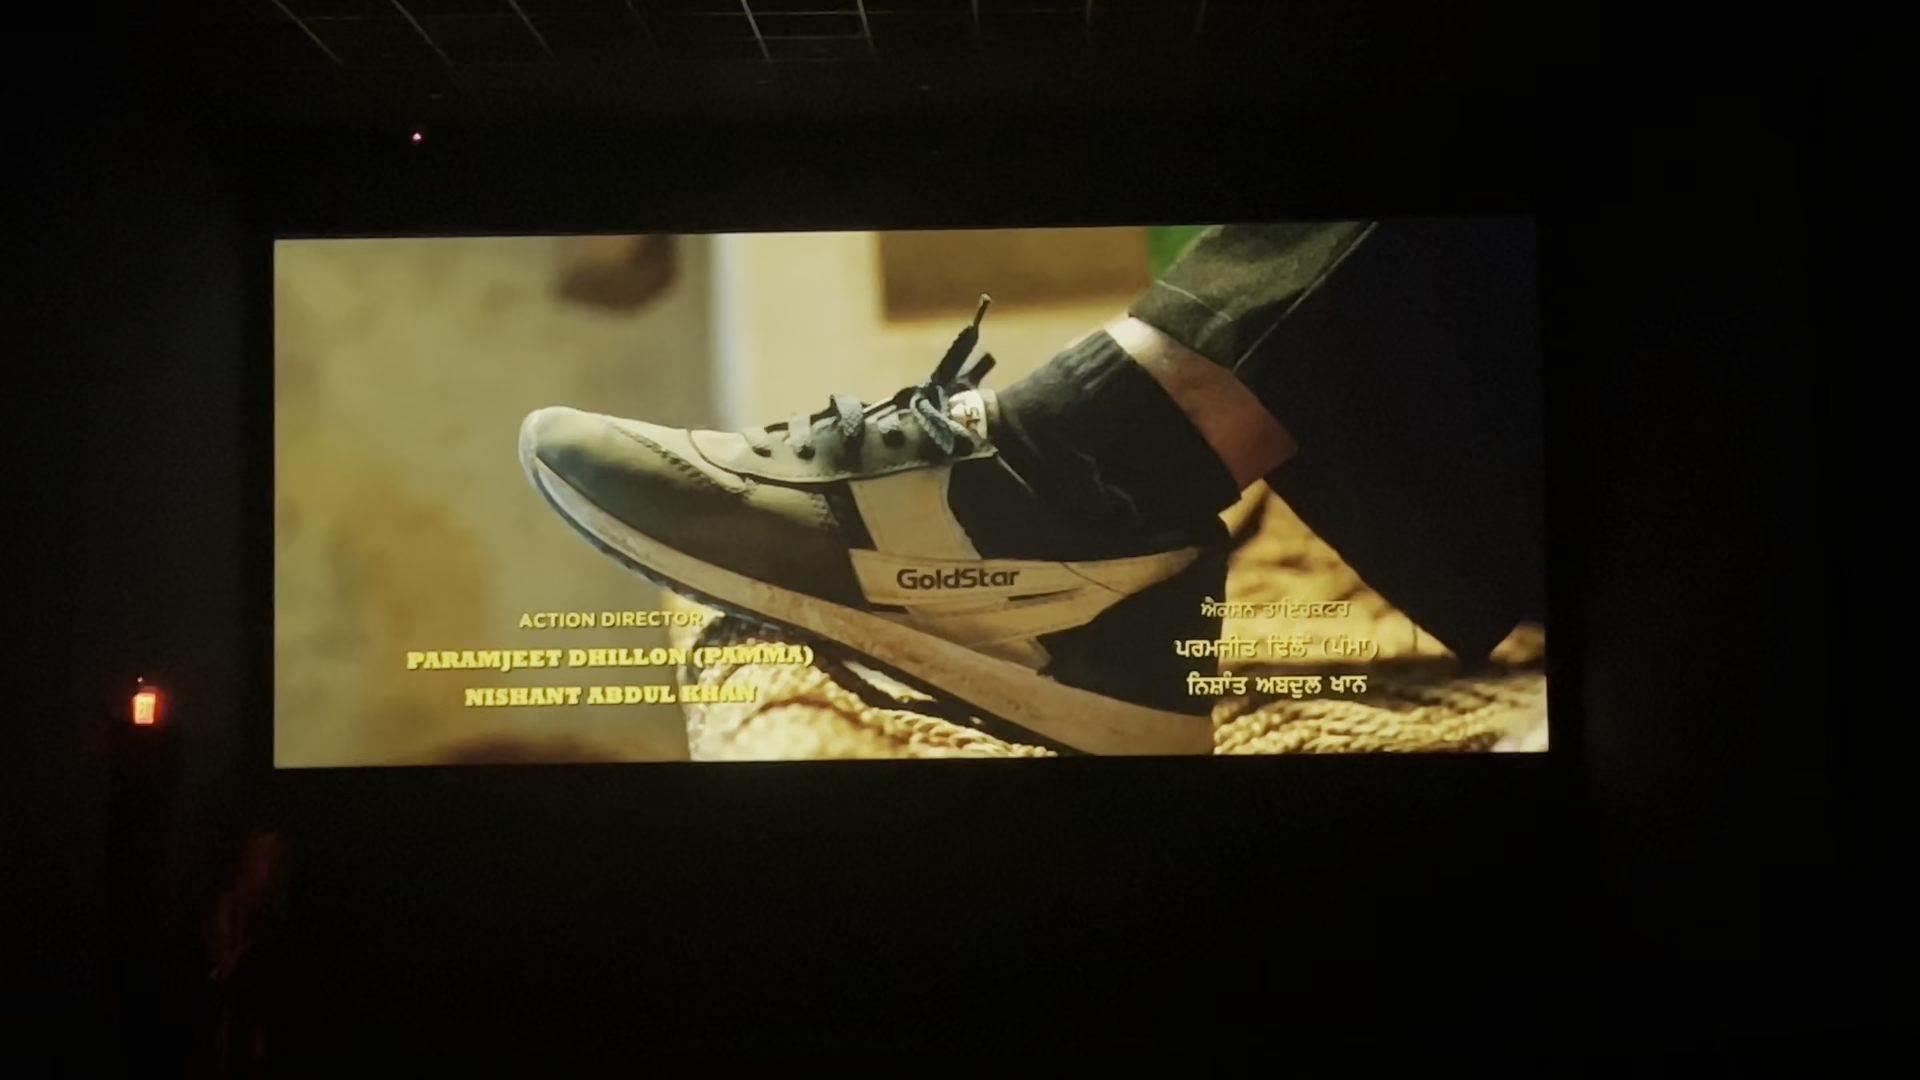 GoldStar
ACTION DIRECTOR
PARAMJEET DHILLON (PAMMA)
NISHANT ABDUL KHAN
ਐਕਸ਼ਨ ਡਾਇਰੈਕਟਰ
ਪਰਮਜੀਤ ਢਿੱਲੋਂ (ਪੰਮਾ)
ਨਿਸ਼ਾੰਤ ਅਬਦੁਲ ਖਾਨ